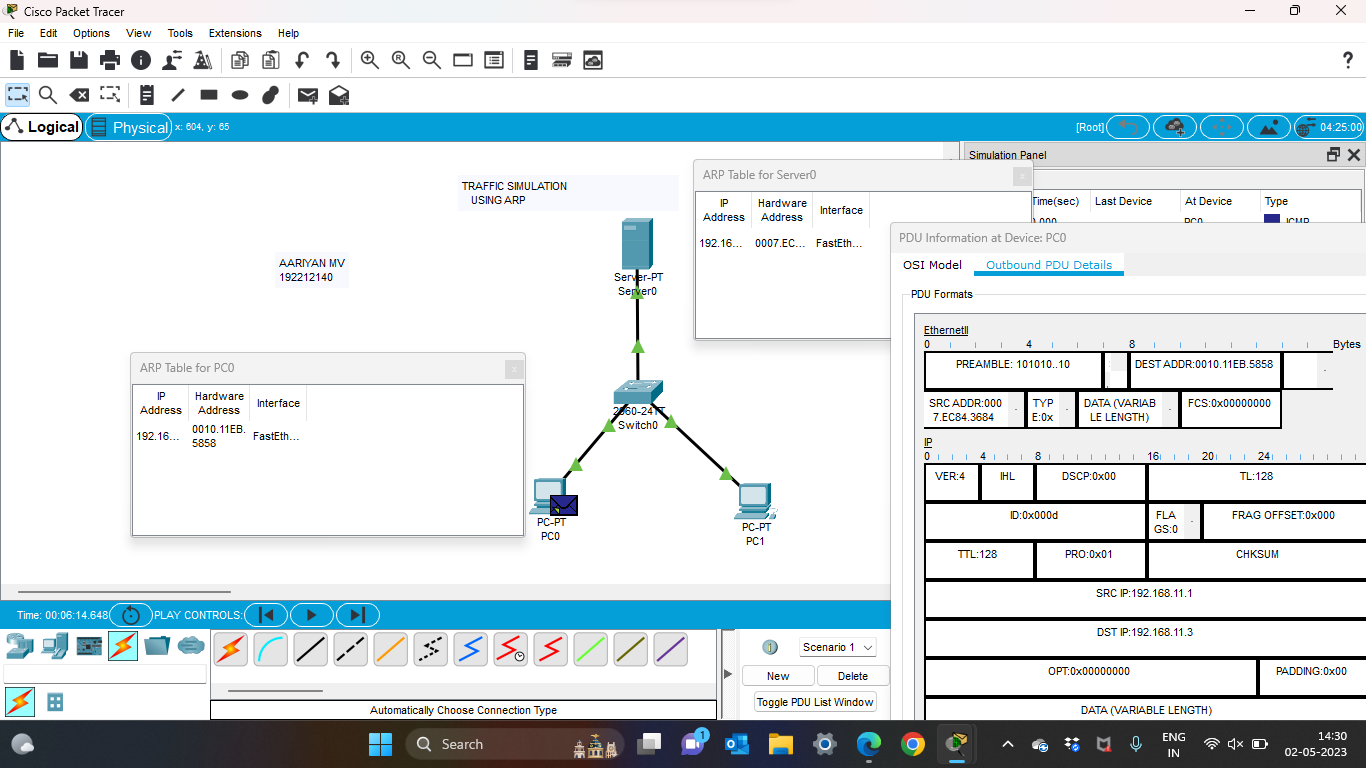 Cisco Packet Tracer
File Edit Options View Tools Extensions Help
Logical Physical x: 604, y: 65 [Root] 04:25:00
Simulation Panel
Time(sec) Last Device At Device Type
0.000 PC0 ICMP
TRAFFIC SIMULATION
USING ARP
AARIYAN MV
192212140
Server-PT
Server0
2960-24TT
Switch0
PC-PT
PC0
PC-PT
PC1
ARP Table for Server0
IP Address Hardware Address Interface
192.16... 0007.EC... FastEth...
ARP Table for PC0
IP Address Hardware Address Interface
192.16... 0010.11EB.5858 FastEth...
PDU Information at Device: PC0
OSI Model Outbound PDU Details
PDU Formats
EthernetII
0 4 8 Bytes
PREAMBLE: 101010..10 DEST ADDR:0010.11EB.5858
SRC ADDR:0007.EC84.3684 TYPE:0x DATA (VARIABLE LENGTH) FCS:0x00000000
IP
0 4 8 16 20 24
VER:4 IHL DSCP:0x00 TL:128
ID:0x000d FLAGS:0 FRAG OFFSET:0x000
TTL:128 PRO:0x01 CHKSUM
SRC IP:192.168.11.1
DST IP:192.168.11.3
OPT:0x00000000 PADDING:0x00
DATA (VARIABLE LENGTH)
Time: 00:06:14.648 PLAY CONTROLS:
Scenario 1
New Delete
Toggle PDU List Window
Automatically Choose Connection Type
Search
1
ENG
IN
14:30
02-05-2023